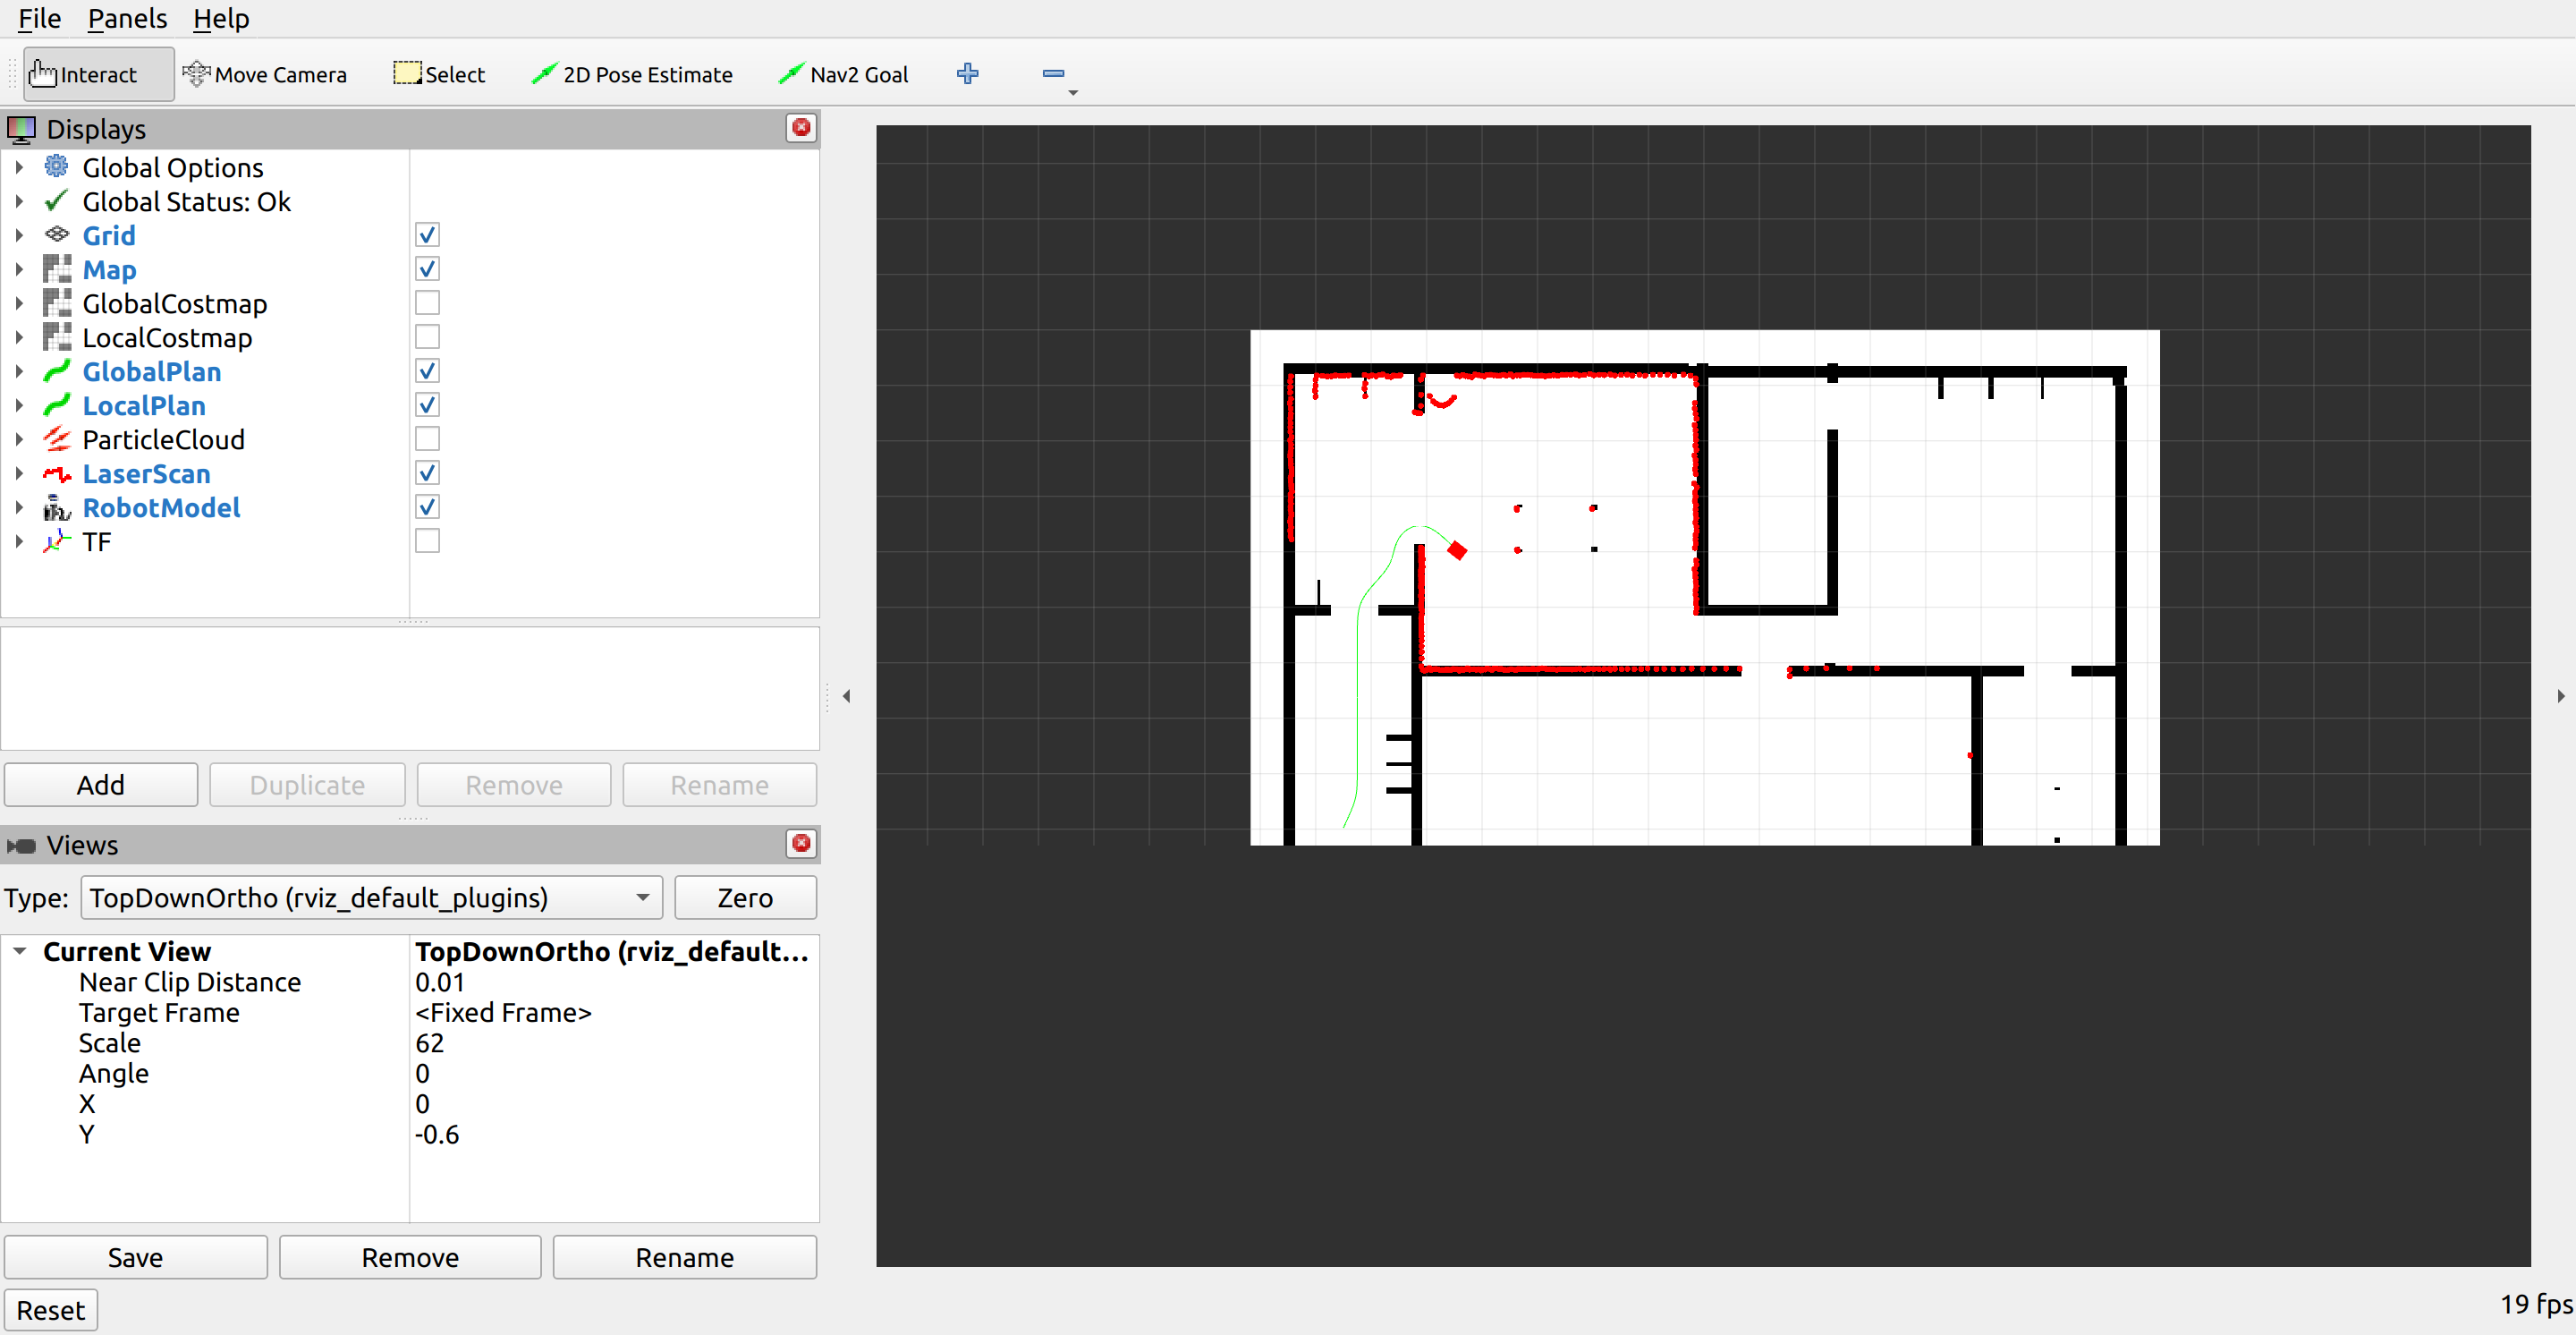 File Panels Help
Interact Move Camera Select 2D Pose Estimate Nav2 Goal
Displays
Global Options
Global Status: Ok
Grid
Map
GlobalCostmap
LocalCostmap
GlobalPlan
LocalPlan
ParticleCloud
LaserScan
RobotModel
TF
Add Duplicate Remove Rename
Views
Type: TopDownOrtho (rviz_default_plugins) Zero
Current View TopDownOrtho (rviz_default...
Near Clip Distance 0.01
Target Frame <Fixed Frame>
Scale 62
Angle 0
X 0
Y -0.6
Save Remove Rename
Reset 19 fps